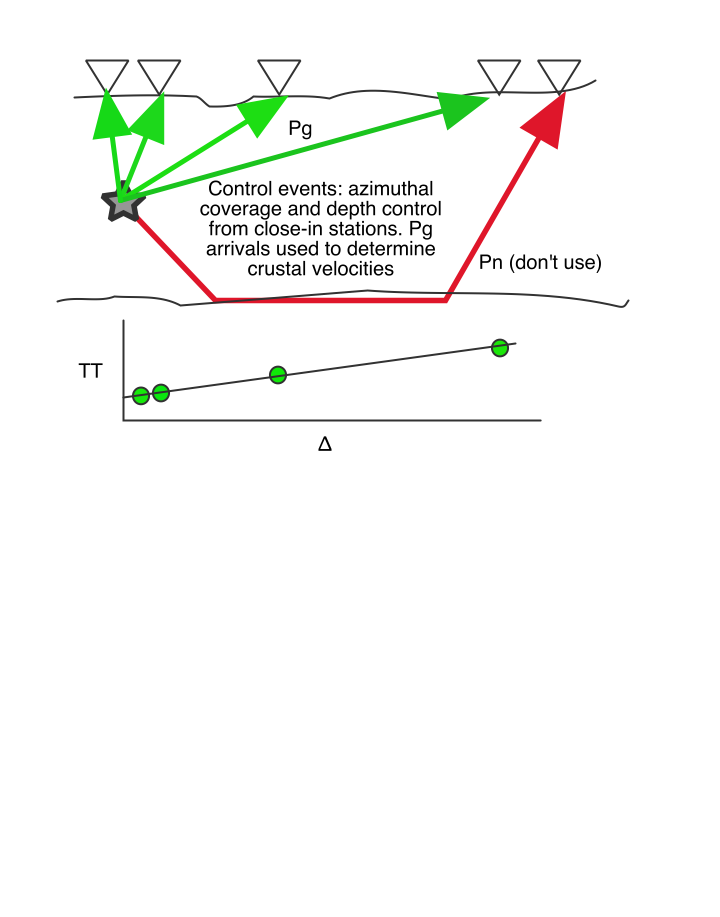 Pg
Control events: azimuthal
coverage and depth control
from close-in stations. Pg
arrivals used to determine
crustal velocities
Pn (don't use)
TT
Δ